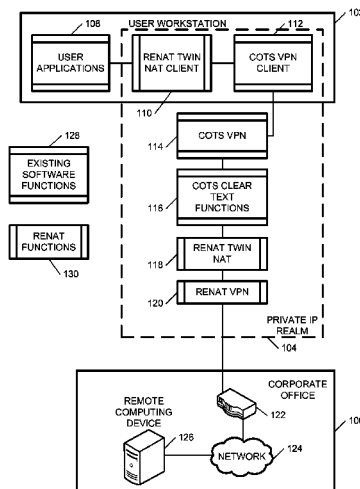 USER WORKSTATION
102
108
112
USER
APPLICATIONS
RENAT TWIN
NAT CLIENT
COTS VPN
CLIENT
110
114
COTS VPN
128
EXISTING
SOFTWARE
FUNCTIONS
116
COTS CLEAR
TEXT
FUNCTIONS
RENAT
FUNCTIONS
130
118
RENAT TWIN
NAT
120
RENAT VPN
PRIVATE IP
REALM
104
CORPORATE
OFFICE
REMOTE
COMPUTING
DEVICE
122
126
NETWORK
124